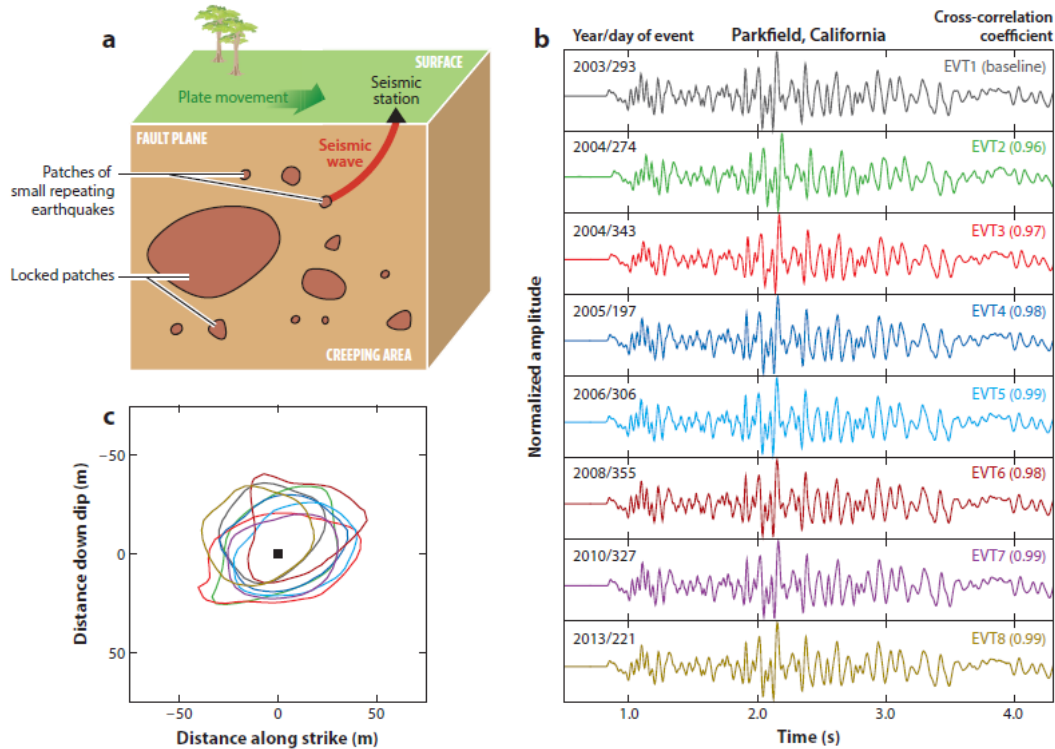 a
SURFACE
Plate movement
Seismic
station
FAULT PLANE
Seismic
wave
Patches of
small repeating
earthquakes
Locked patches
CREEPING AREA
b
Year/day of event
Parkfield, California
Cross-correlation
coefficient
2003/293
EVT1 (baseline)
2004/274
EVT2 (0.96)
2004/343
EVT3 (0.97)
2005/197
EVT4 (0.98)
2006/306
EVT5 (0.99)
2008/355
EVT6 (0.98)
2010/327
EVT7 (0.99)
2013/221
EVT8 (0.99)
Normalized amplitude
1.0 2.0 3.0 4.0
Time (s)
c
−50
0
50
Distance down dip (m)
−50 0 50
Distance along strike (m)